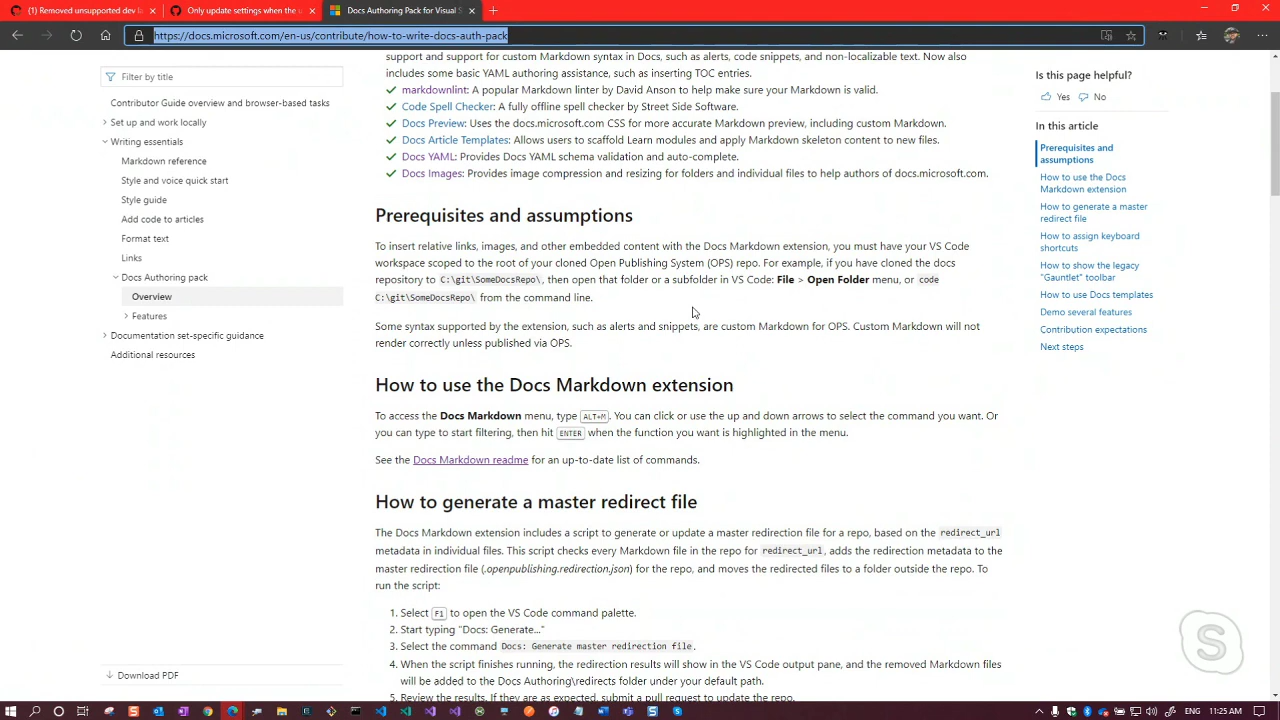 (1) Removed unsupported dev la
Only update settings when the u
Docs Authoring Pack for Visual S
https://docs.microsoft.com/en-us/contribute/how-to-write-docs-auth-pack
Filter by title
Contributor Guide overview and browser-based tasks
Set up and work locally
Writing essentials
Markdown reference
Style and voice quick start
Style guide
Add code to articles
Format text
Links
Docs Authoring pack
Overview
Features
Documentation set-specific guidance
Additional resources
Download PDF
support and support for custom Markdown syntax in Docs, such as alerts, code snippets, and non-localizable text. Now also
includes some basic YAML authoring assistance, such as inserting TOC entries.
markdownlint: A popular Markdown linter by David Anson to help make sure your Markdown is valid.
Code Spell Checker: A fully offline spell checker by Street Side Software.
Docs Preview: Uses the docs.microsoft.com CSS for more accurate Markdown preview, including custom Markdown.
Docs Article Templates: Allows users to scaffold Learn modules and apply Markdown skeleton content to new files.
Docs YAML: Provides Docs YAML schema validation and auto-complete.
Docs Images: Provides image compression and resizing for folders and individual files to help authors of docs.microsoft.com.
Prerequisites and assumptions
To insert relative links, images, and other embedded content with the Docs Markdown extension, you must have your VS Code
workspace scoped to the root of your cloned Open Publishing System (OPS) repo. For example, if you have cloned the docs
repository to C:\git\SomeDocsRepo\, then open that folder or a subfolder in VS Code: File > Open Folder menu, or code
C:\git\SomeDocsRepo\ from the command line.
Some syntax supported by the extension, such as alerts and snippets, are custom Markdown for OPS. Custom Markdown will not
render correctly unless published via OPS.
How to use the Docs Markdown extension
To access the Docs Markdown menu, type ALT+M. You can click or use the up and down arrows to select the command you want. Or
you can type to start filtering, then hit ENTER when the function you want is highlighted in the menu.
See the Docs Markdown readme for an up-to-date list of commands.
How to generate a master redirect file
The Docs Markdown extension includes a script to generate or update a master redirection file for a repo, based on the redirect_url
metadata in individual files. This script checks every Markdown file in the repo for redirect_url, adds the redirection metadata to the
master redirection file (.openpublishing.redirection.json) for the repo, and moves the redirected files to a folder outside the repo. To
run the script:
1. Select F1 to open the VS Code command palette.
2. Start typing "Docs: Generate..."
3. Select the command Docs: Generate master redirection file.
4. When the script finishes running, the redirection results will show in the VS Code output pane, and the removed Markdown files
will be added to the Docs Authoring\redirects folder under your default path.
5. Review the results. If they are as expected, submit a pull request to update the repo.
Is this page helpful?
Yes
No
In this article
Prerequisites and
assumptions
How to use the Docs
Markdown extension
How to generate a master
redirect file
How to assign keyboard
shortcuts
How to show the legacy
"Gauntlet" toolbar
How to use Docs templates
Demo several features
Contribution expectations
Next steps
11:25 AM